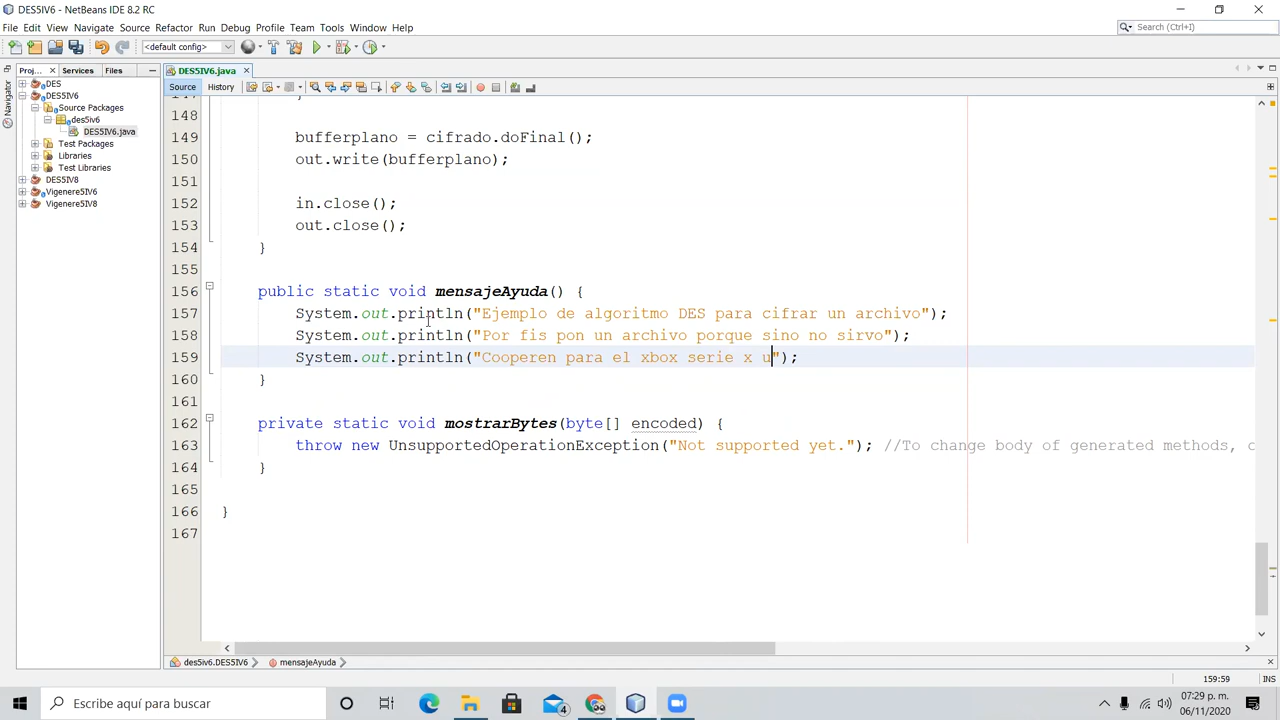 DES5IV6 - NetBeans IDE 8.2 RC
File Edit View Navigate Source Refactor Run Debug Profile Team Tools Window Help
Search (Ctrl+I)
<default config>
Proj... Services Files
DES5IV6.java
Source History
Navigator
DES
DES5IV6
Source Packages
des5iv6
DES5IV6.java
Test Packages
Libraries
Test Libraries
DES5IV8
Vigenere5IV6
Vigenere5IV8
147 }
148
149 bufferplano = cifrado.doFinal();
150 out.write(bufferplano);
151
152 in.close();
153 out.close();
154 }
155
156 public static void mensajeAyuda() {
157 System.out.println("Ejemplo de algoritmo DES para cifrar un archivo");
158 System.out.println("Por fis pon un archivo porque sino no sirvo");
159 System.out.println("Cooperen para el xbox serie x u");
160 }
161
162 private static void mostrarBytes(byte[] encoded) {
163 throw new UnsupportedOperationException("Not supported yet."); //To change body of generated methods, c
164 }
165
166 }
167
des5iv6.DES5IV6 mensajeAyuda
159:59 INS
Escribe aquí para buscar
4
07:29 p. m.
06/11/2020